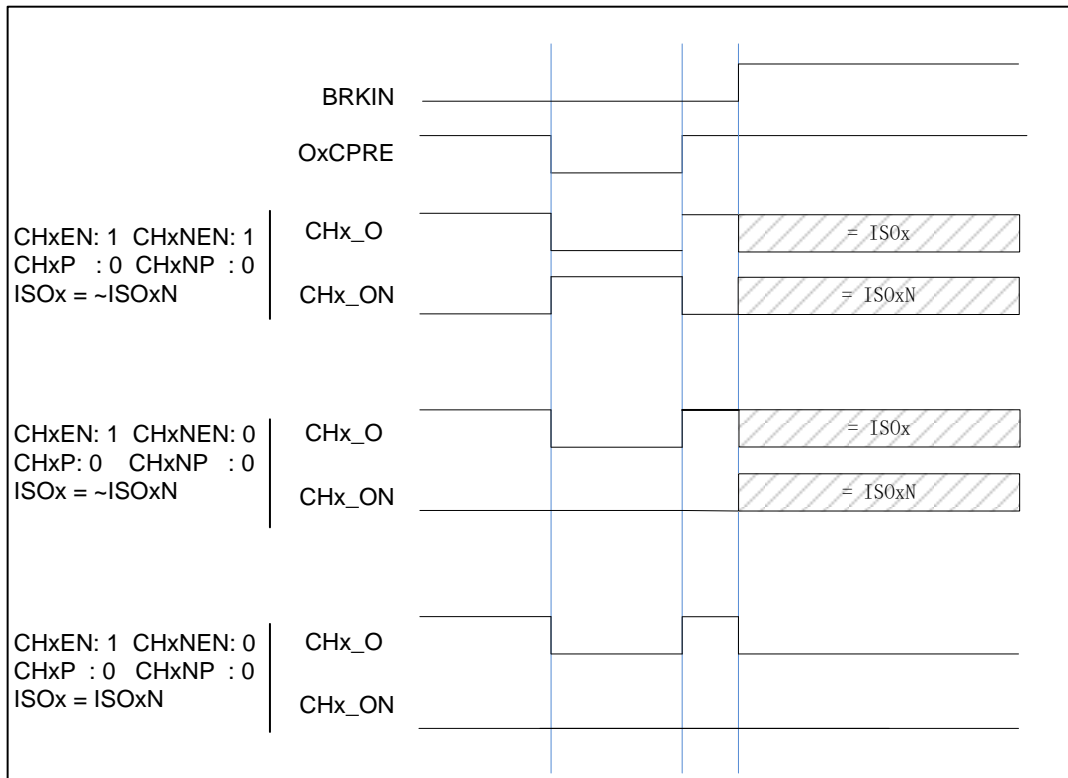 BRKIN
OxCPRE
CHxEN: 1 CHxNEN: 1
CHxP : 0 CHxNP : 0
ISOx = ~ISOxN
CHx_O
= ISOx
CHx_ON
= ISOxN
CHxEN: 1 CHxNEN: 0
CHxP: 0 CHxNP : 0
ISOx = ~ISOxN
CHx_O
= ISOx
CHx_ON
= ISOxN
CHxEN: 1 CHxNEN: 0
CHxP : 0 CHxNP : 0
ISOx = ISOxN
CHx_O
CHx_ON